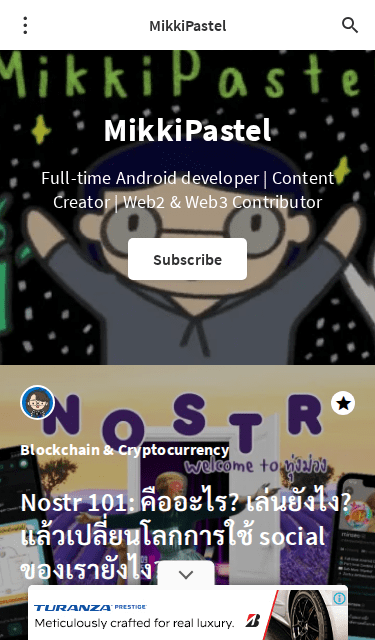 MikkiPastel
MikkiPaste
MikkiPastel
Full-time Android developer | Content
Creator | Web2 & Web3 Contributor
Subscribe
NOSTR
Blockchain & Cryptocurrency
welcome to ทุ่งม่วง
Nostr 101: คืออะไร? เล่นยังไง?
แล้วเปลี่ยนโลกการใช้ social
ของเรายังไง?
TURANZA PRESTIGE
Meticulously crafted for real luxury.